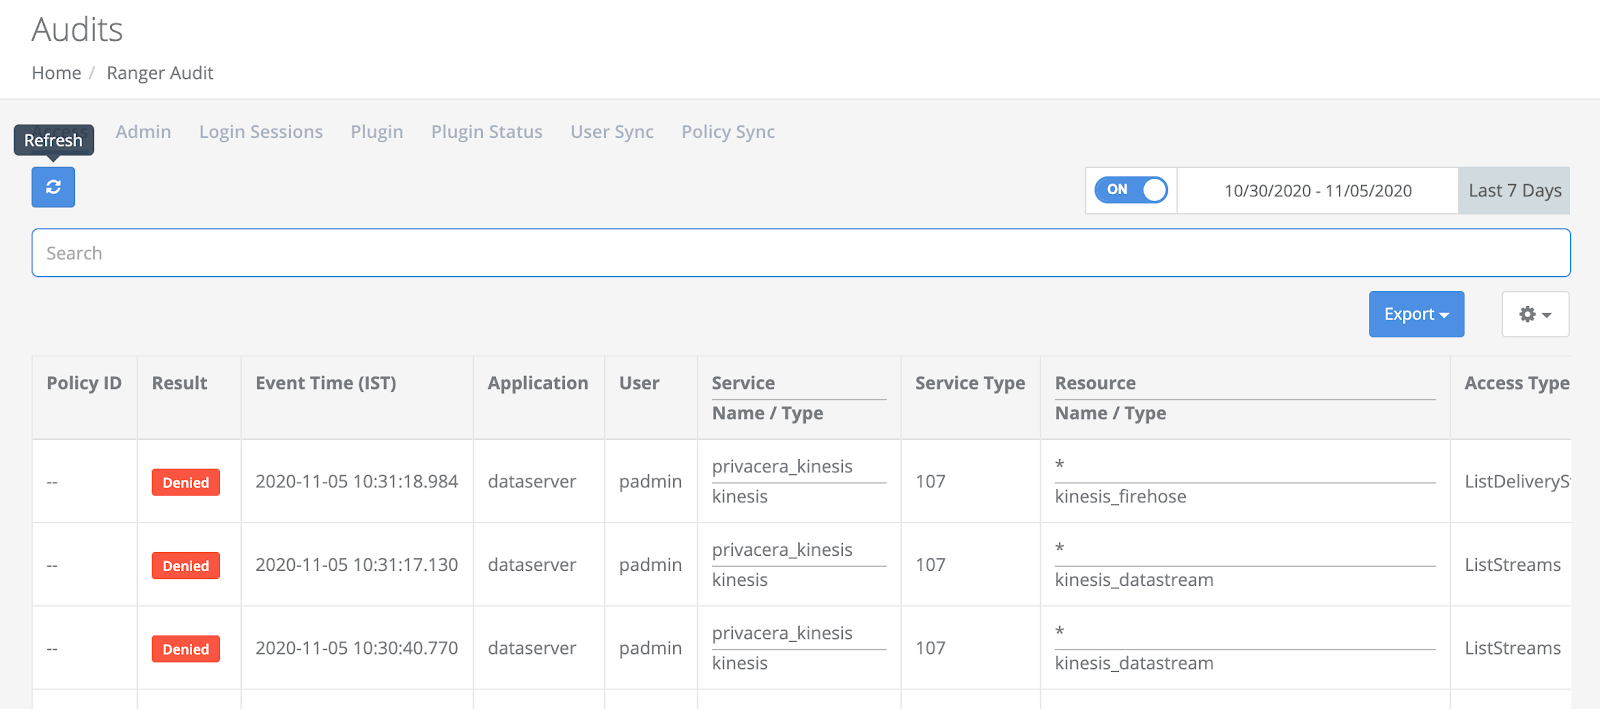 Audits
Home / Ranger Audit
Refresh Admin Login Sessions Plugin Plugin Status User Sync Policy Sync
ON 10/30/2020 - 11/05/2020 Last 7 Days
Search
Export
Policy ID Result Event Time (IST) Application User Service Service Type Resource Access Type
Name / Type Name / Type
privacera_kinesis *
-- Denied 2020-11-05 10:31:18.984 dataserver padmin 107 ListDeliveryS
kinesis kinesis_firehose
privacera_kinesis *
-- Denied 2020-11-05 10:31:17.130 dataserver padmin 107 ListStreams
kinesis kinesis_datastream
privacera_kinesis *
-- Denied 2020-11-05 10:30:40.770 dataserver padmin 107 ListStreams
kinesis kinesis_datastream